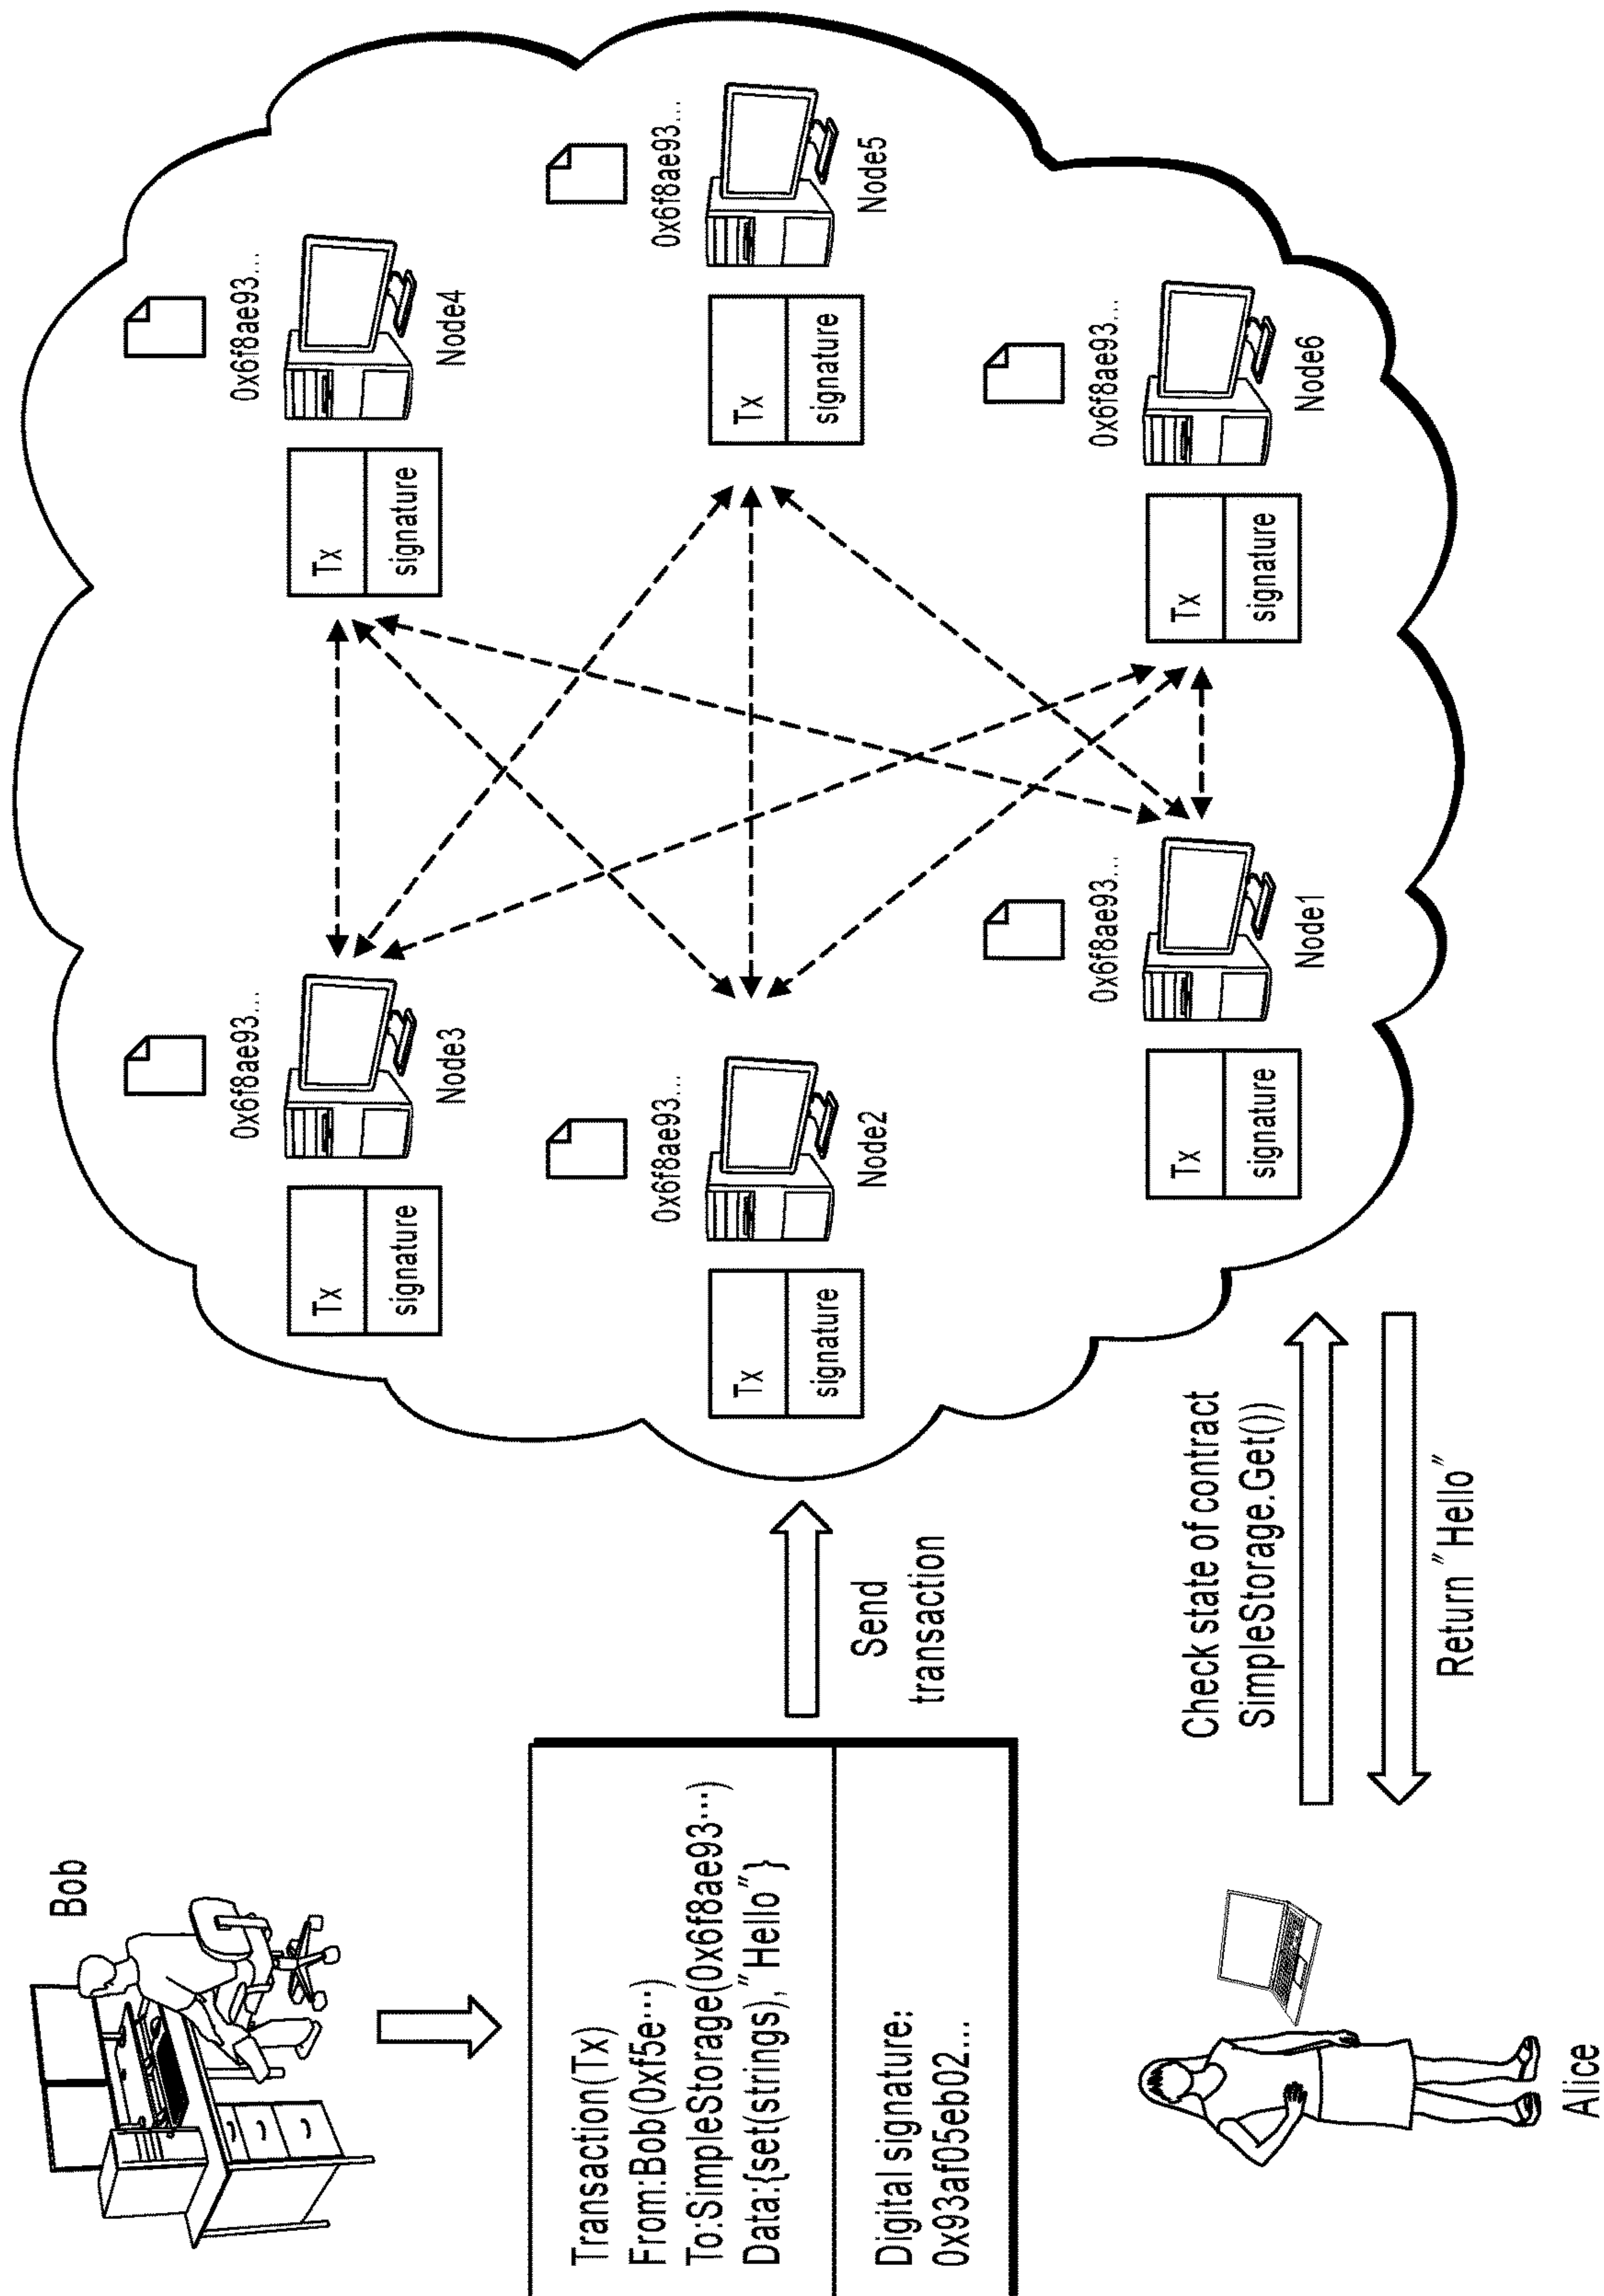 Bob
Transaction(Tx)
From:Bob(0xf5e⋯)
To:SimpleStorage(0x6f8ae93⋯)
Data:{set(strings),"Hello"}
Digital signature:
0x93af05eb02...
Send
transaction
Alice
Check state of contract
SimpleStorage.Get())
Return "Hello"
0x6f8ae93...
Tx
signature
Node3
0x6f8ae93...
Tx
signature
Node4
0x6f8ae93...
Tx
signature
Node2
0x6f8ae93...
Tx
signature
Node5
0x6f8ae93...
Tx
signature
Node1
0x6f8ae93...
Tx
signature
Node6